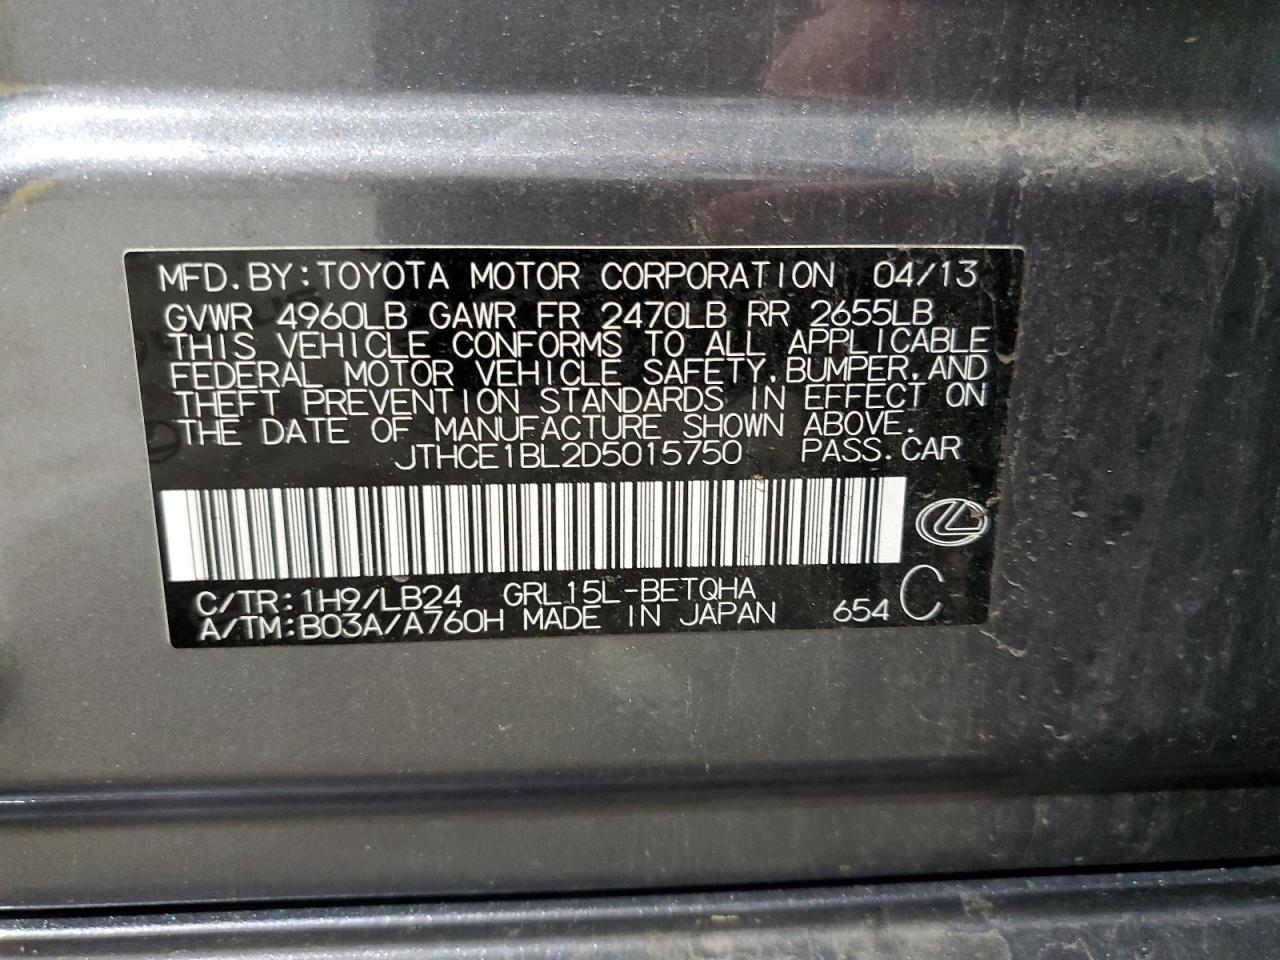 MFD.BY:TOYOTA MOTOR CORPORATION 04/13
GVWR 4960LB GAWR FR 2470LB RR 2655LB
THIS VEHICLE CONFORMS TO ALL APPLICABLE
FEDERAL MOTOR VEHICLE SAFETY,BUMPER,AND
THEFT PREVENTION STANDARDS IN EFFECT ON
THE DATE OF MANUFACTURE SHOWN ABOVE.
JTHCE1BL2D5015750 PASS.CAR
C/TR:1H9/LB24 GRL15L-BETQHA
A/TM:B03A/A760H MADE IN JAPAN 654 C